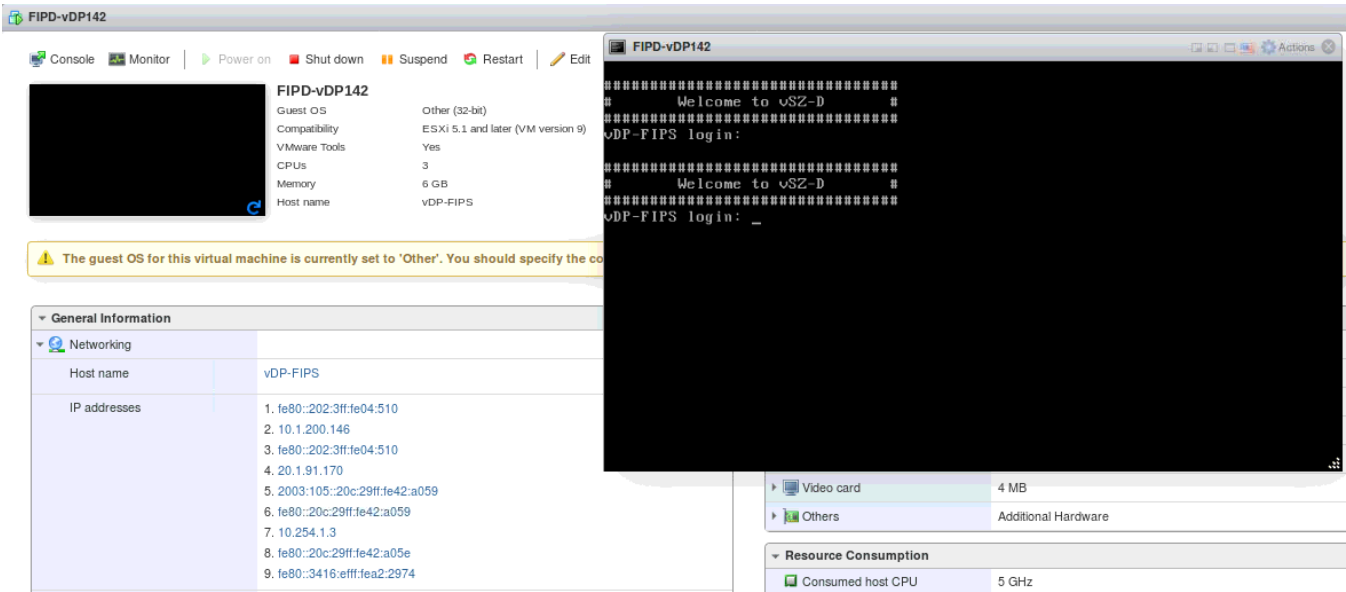 FIPD-vDP142
Console Monitor Power on Shut down Suspend Restart Edit
FIPD-vDP142
Guest OS Other (32-bit)
Compatibility ESXi 5.1 and later (VM version 9)
VMware Tools Yes
CPUs 3
Memory 6 GB
Host name vDP-FIPS
The guest OS for this virtual machine is currently set to 'Other'. You should specify the co
General Information
Networking
Host name vDP-FIPS
IP addresses
1. fe80::202:3ff:fe04:510
2. 10.1.200.146
3. fe80::202:3ff:fe04:510
4. 20.1.91.170
5. 2003:105::20c:29ff:fe42:a059
6. fe80::20c:29ff:fe42:a059
7. 10.254.1.3
8. fe80::20c:29ff:fe42:a05e
9. fe80::3416:efff:fea2:2974
FIPD-vDP142 Actions
################################
# Welcome to vSZ-D #
################################
vDP-FIPS login:
################################
# Welcome to vSZ-D #
################################
vDP-FIPS login: _
Video card 4 MB
Others Additional Hardware
Resource Consumption
Consumed host CPU 5 GHz